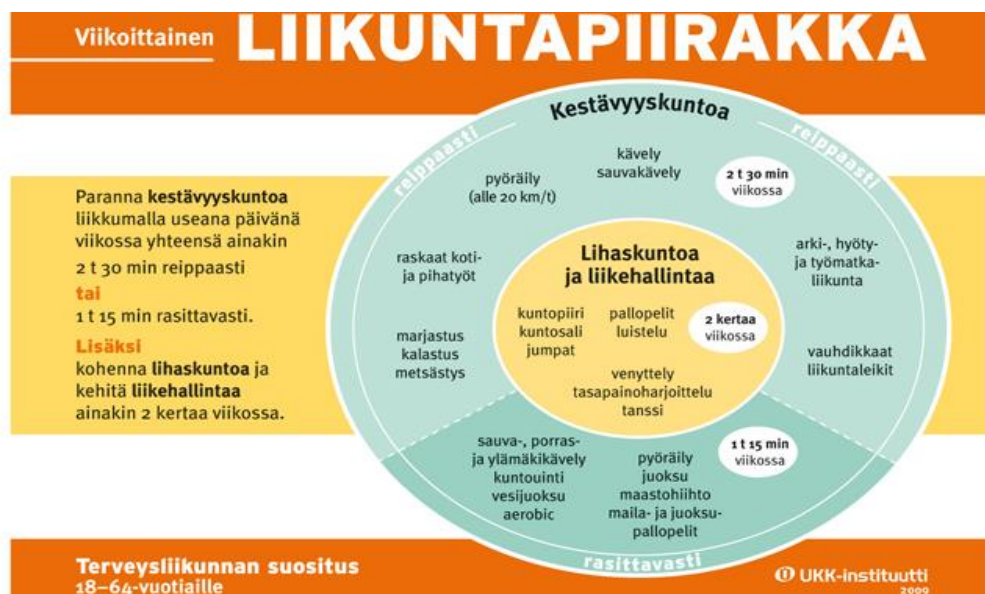 Viikoittainen LIIKUNTAPIIRAKKA
Paranna kestävyyskuntoa
liikkumalla useana päivänä
viikossa yhteensä ainakin
2 t 30 min reippaasti
tai
1 t 15 min rasittavasti.
Lisäksi
kohenna lihaskuntoa ja
kehitä liikehallintaa
ainakin 2 kertaa viikossa.
Kestävyyskuntoa
reippaasti
reippaasti
kävely
sauvakävely
2 t 30 min
viikossa
pyöräily
(alle 20 km/t)
raskaat koti-
ja pihatyöt
marjastus
kalastus
metsästys
arki-, hyöty-
ja työmatka-
liikunta
vauhdikkaat
liikuntaleikit
Lihaskuntoa
ja liikehallintaa
kuntopiiri
kuntosali
jumpat
pallopelit
luistelu
2 kertaa
viikossa
venyttely
tasapainoharjoittelu
tanssi
sauva-, porras-
ja ylämäkikävely
kuntouinti
vesijuoksu
aerobic
pyöräily
juoksu
maastohiihto
maila- ja juoksu-
pallopelit
1 t 15 min
viikossa
rasittavasti
Terveysliikunnan suositus
18–64-vuotiaille
UKK-instituutti
2009